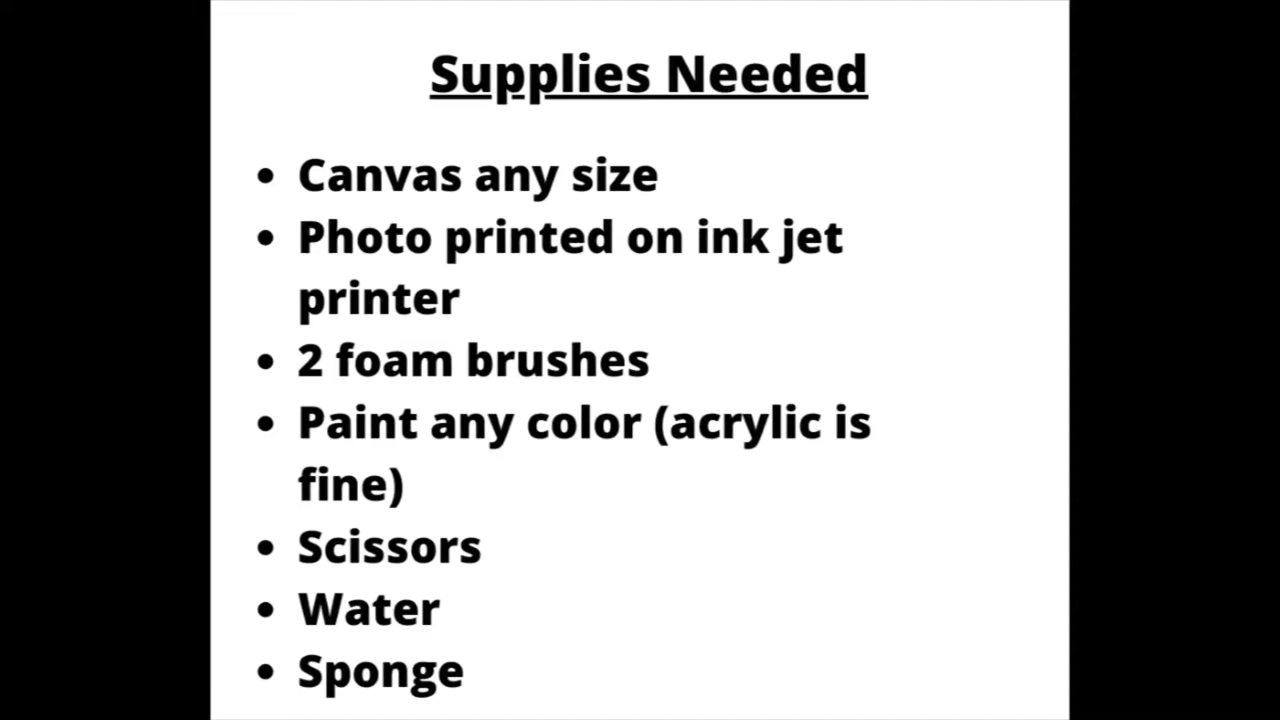 Supplies Needed
• Canvas any size
• Photo printed on ink jet
printer
• 2 foam brushes
• Paint any color (acrylic is
fine)
• Scissors
• Water
• Sponge